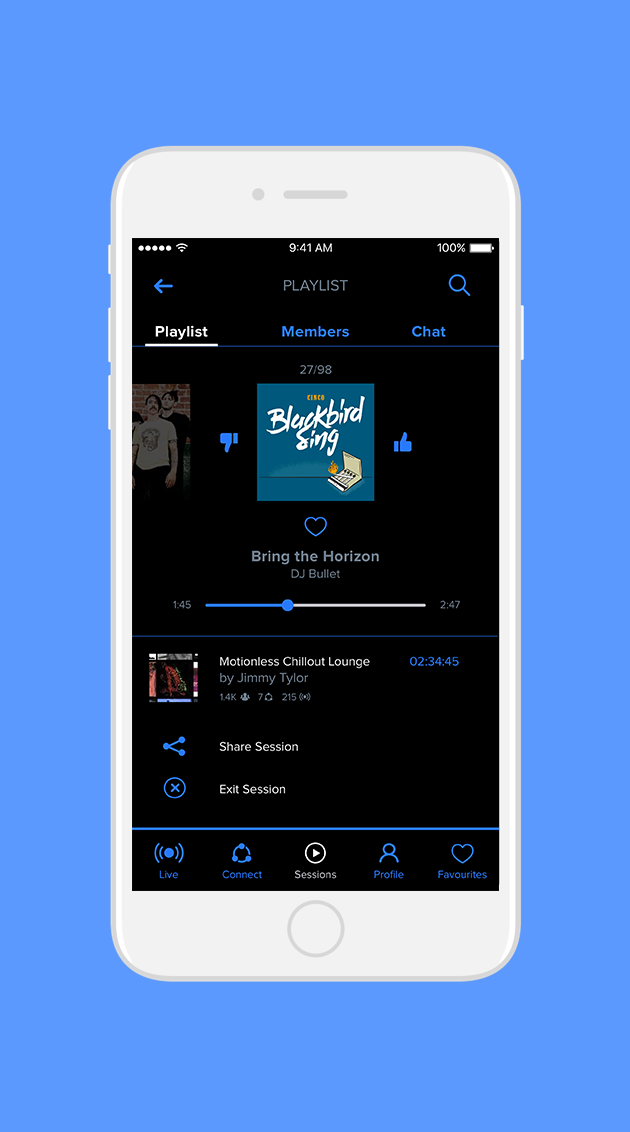 9:41 AM 100%
PLAYLIST
Playlist Members Chat
27/98
CINCO
Blackbird
Sing
Bring the Horizon
DJ Bullet
1:45 2:47
Motionless Chillout Lounge 02:34:45
by Jimmy Tylor
1.4K 7 215
Share Session
Exit Session
Live Connect Sessions Profile Favourites